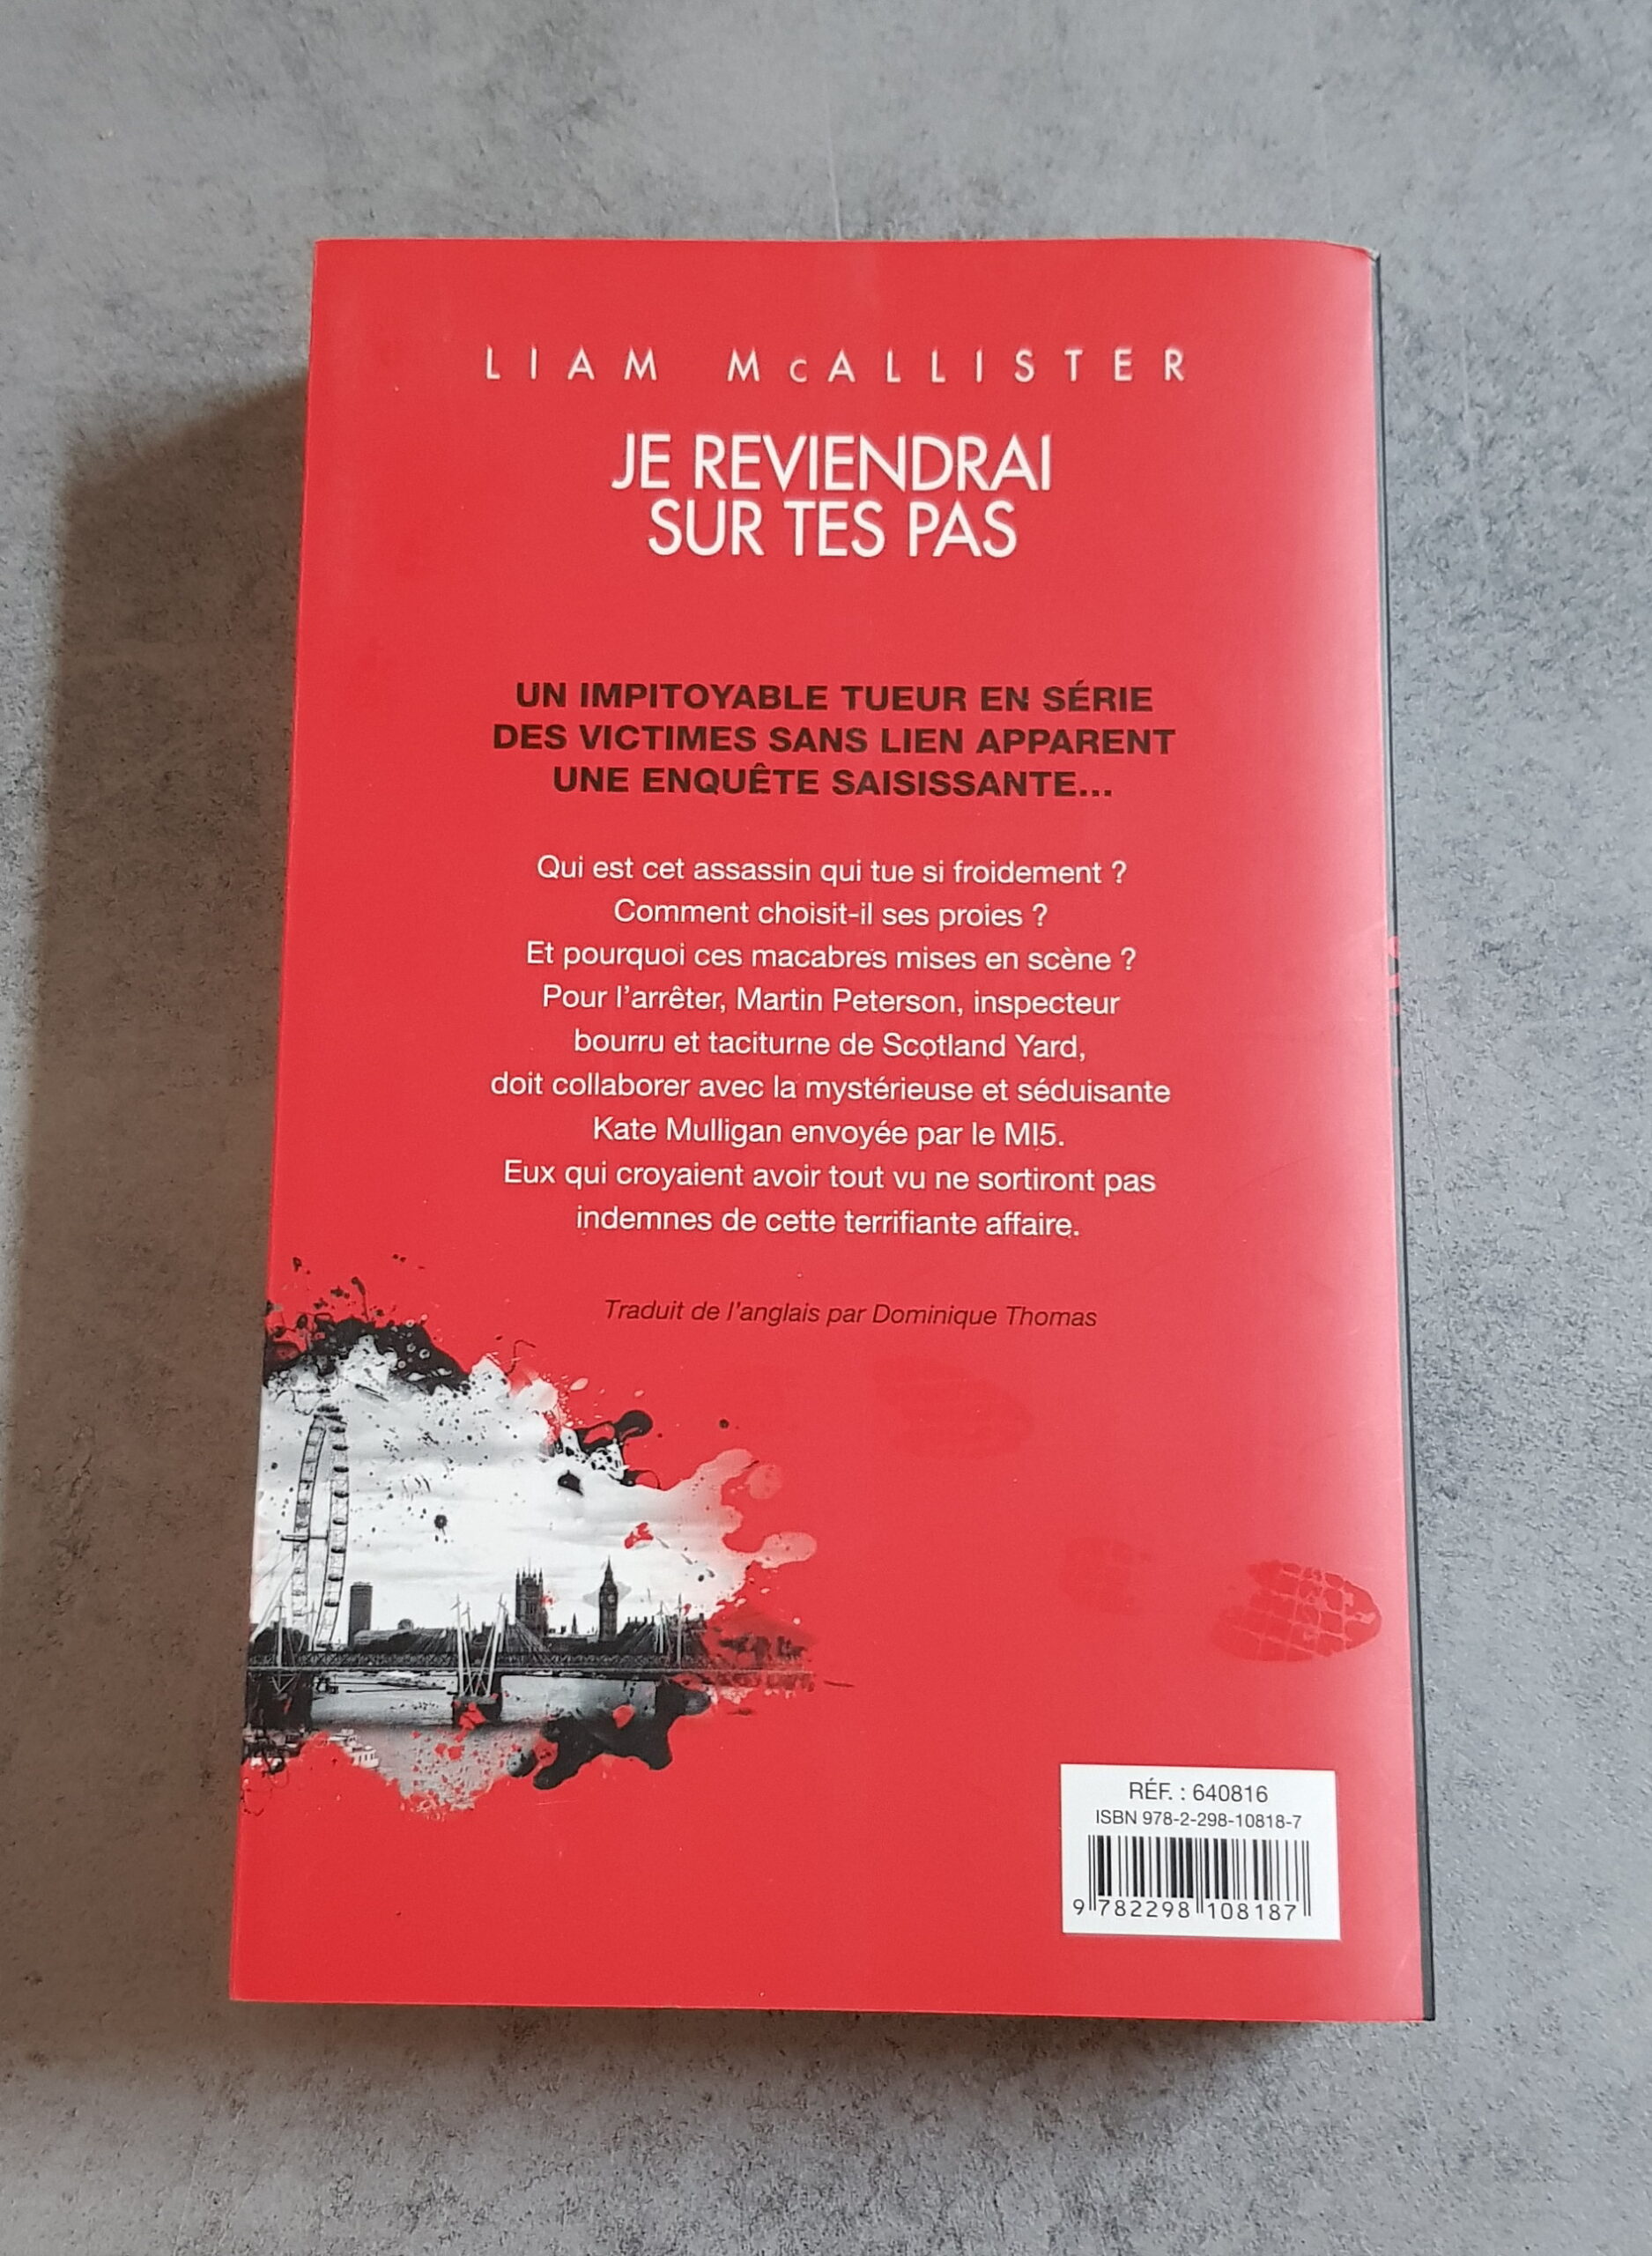 LIAM McALLISTER
JE REVIENDRAI
SUR TES PAS
UN IMPITOYABLE TUEUR EN SÉRIE
DES VICTIMES SANS LIEN APPARENT
UNE ENQUÊTE SAISISSANTE...
Qui est cet assassin qui tue si froidement ?
Comment choisit-il ses proies ?
Et pourquoi ces macabres mises en scène ?
Pour l'arrêter, Martin Peterson, inspecteur
bourru et taciturne de Scotland Yard,
doit collaborer avec la mystérieuse et séduisante
Kate Mulligan envoyée par le MI5.
Eux qui croyaient avoir tout vu ne sortiront pas
indemnes de cette terrifiante affaire.
Traduit de l'anglais par Dominique Thomas
RÉF. : 640816
ISBN 978-2-298-10818-7
9 782298 108187